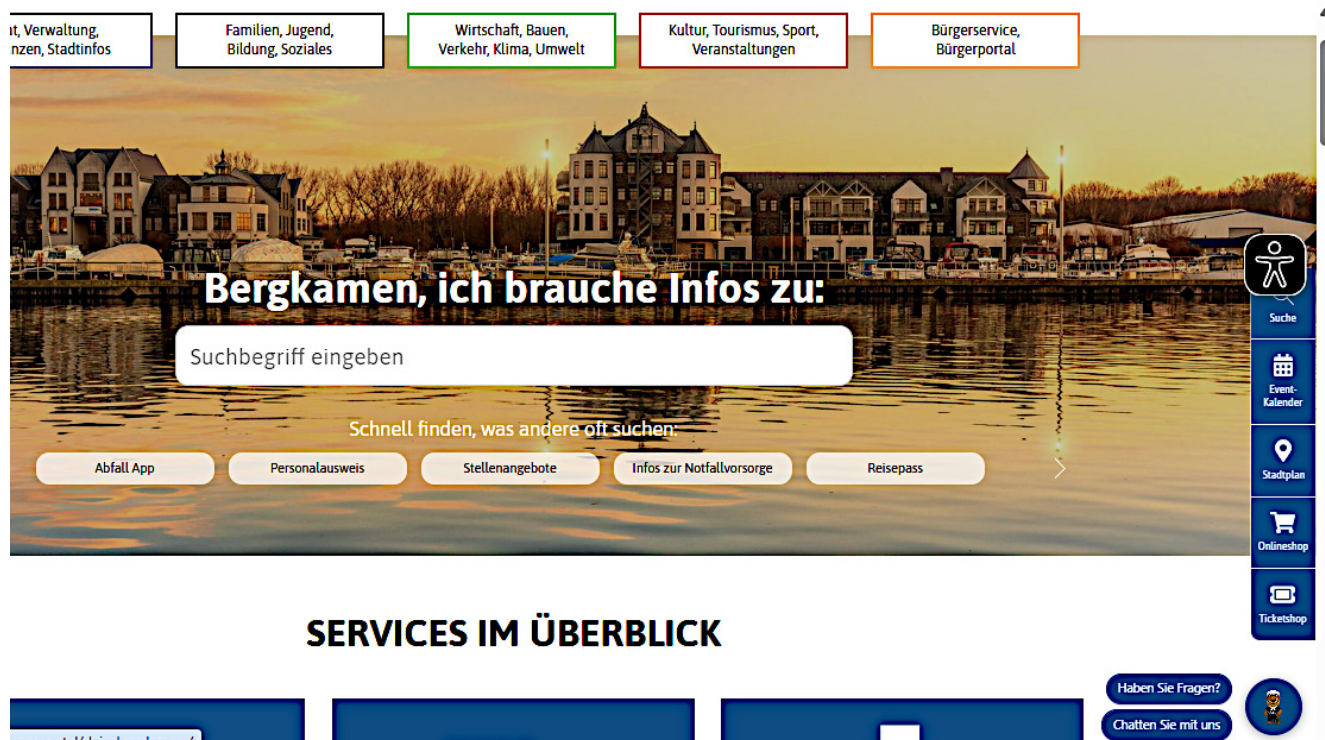 Verwaltung,
Stadtinfos
Familien, Jugend,
Bildung, Soziales
Wirtschaft, Bauen,
Verkehr, Klima, Umwelt
Kultur, Tourismus, Sport,
Veranstaltungen
Bürgerservice,
Bürgerportal
Bergkamen, ich brauche Infos zu:
Suchbegriff eingeben
Schnell finden, was andere oft suchen:
Abfall App
Personalausweis
Stellenangebote
Infos zur Notfallvorsorge
Reisepass
Suche
Event-
Kalender
Stadtplan
Onlineshop
Ticketshop
SERVICES IM ÜBERBLICK
Haben Sie Fragen?
Chatten Sie mit uns